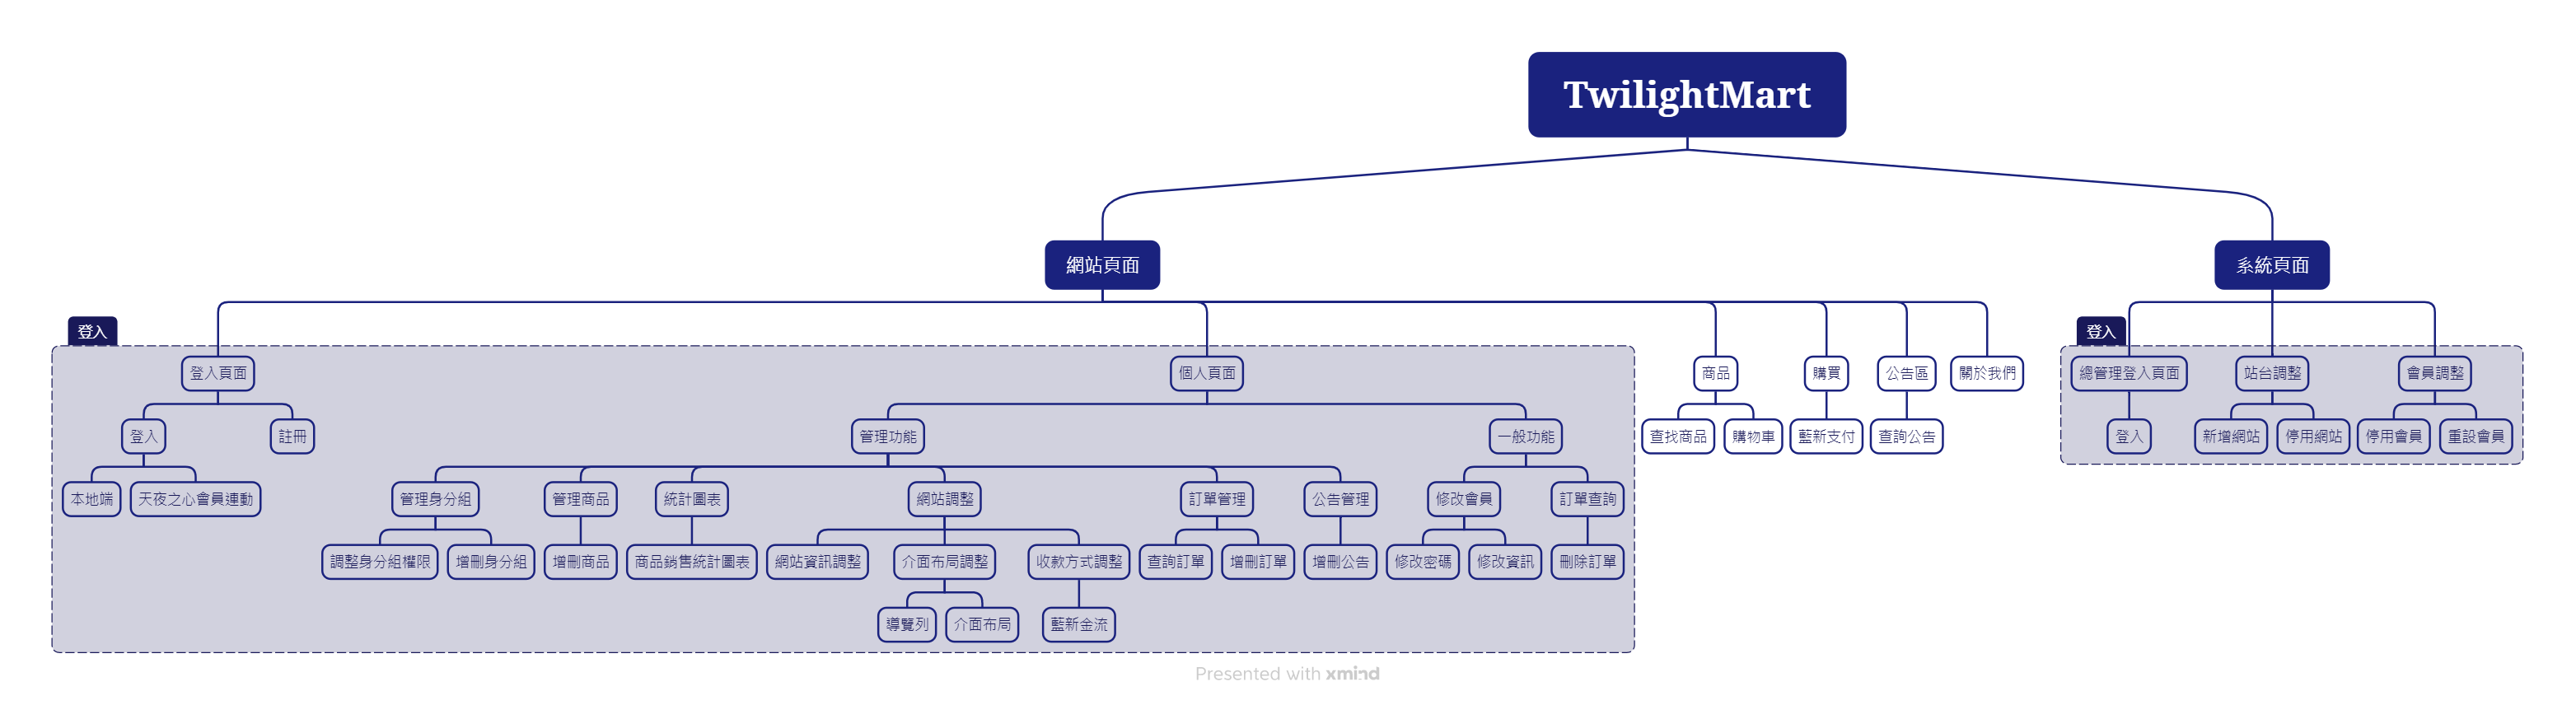 TwilightMart
網站頁面
系統頁面
登入
登入
登入頁面
個人頁面
商品
購買
公告區
關於我們
總管理登入頁面
站台調整
會員調整
登入
註冊
管理功能
一般功能
查找商品
購物車
藍新支付
查詢公告
登入
新增網站
停用網站
停用會員
重設會員
本地端
天夜之心會員連動
管理身分組
管理商品
統計圖表
網站調整
訂單管理
公告管理
修改會員
訂單查詢
調整身分組權限
增刪身分組
增刪商品
商品銷售統計圖表
網站資訊調整
介面布局調整
收款方式調整
查詢訂單
增刪訂單
增刪公告
修改密碼
修改資訊
刪除訂單
導覽列
介面布局
藍新金流
Presented with xmind